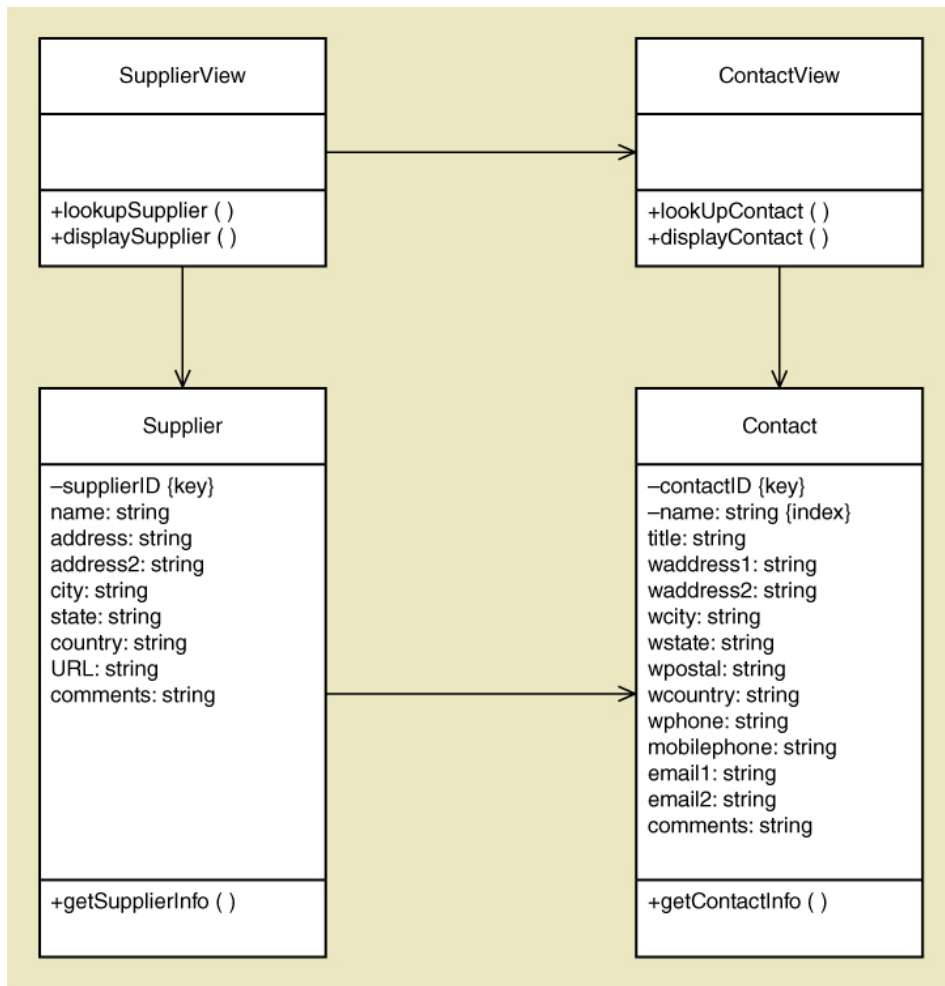 SupplierView
+lookupSupplier ( )
+displaySupplier ( )
ContactView
+lookUpContact ( )
+displayContact ( )
Supplier
–supplierID {key}
name: string
address: string
address2: string
city: string
state: string
country: string
URL: string
comments: string
+getSupplierInfo ( )
Contact
–contactID {key}
–name: string {index}
title: string
waddress1: string
waddress2: string
wcity: string
wstate: string
wpostal: string
wcountry: string
wphone: string
mobilephone: string
email1: string
email2: string
comments: string
+getContactInfo ( )